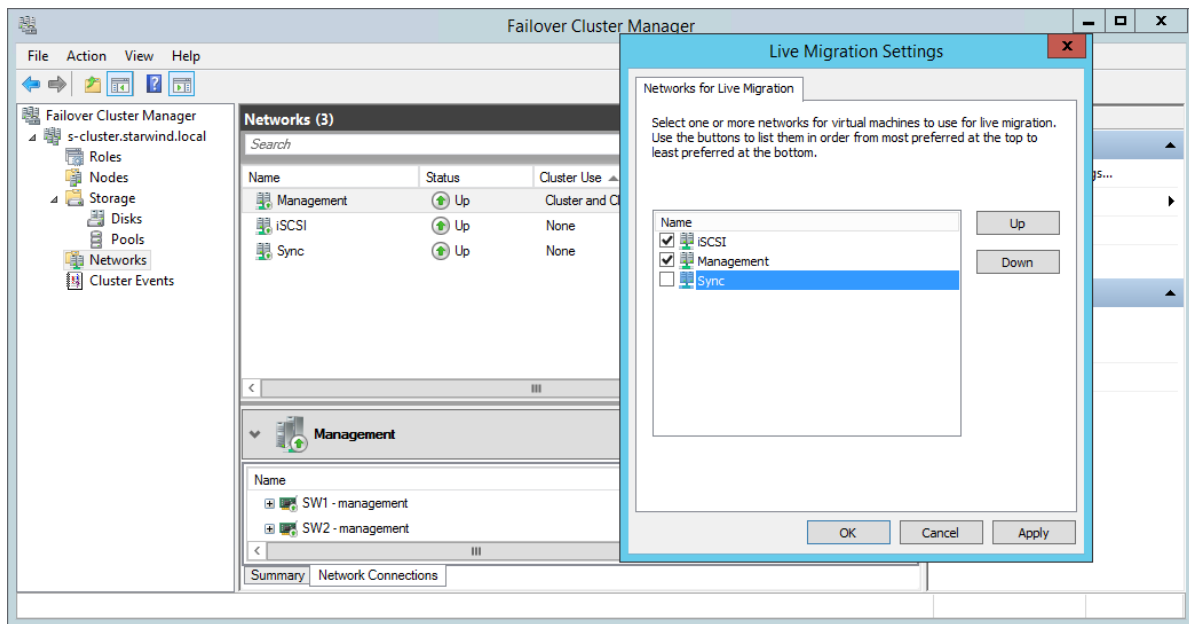 Failover Cluster Manager
File Action View Help
Failover Cluster Manager
s-cluster.starwind.local
Roles
Nodes
Storage
Disks
Pools
Networks
Cluster Events
Networks (3)
Search
Name Status Cluster Use
Management Up Cluster and Cl
iSCSI Up None
Sync Up None
Management
Name
SW1 - management
SW2 - management
Summary Network Connections
Live Migration Settings
x
Networks for Live Migration
Select one or more networks for virtual machines to use for live migration.
Use the buttons to list them in order from most preferred at the top to
least preferred at the bottom.
Name
iSCSI
Management
Sync
Up
Down
OK Cancel Apply
gs...